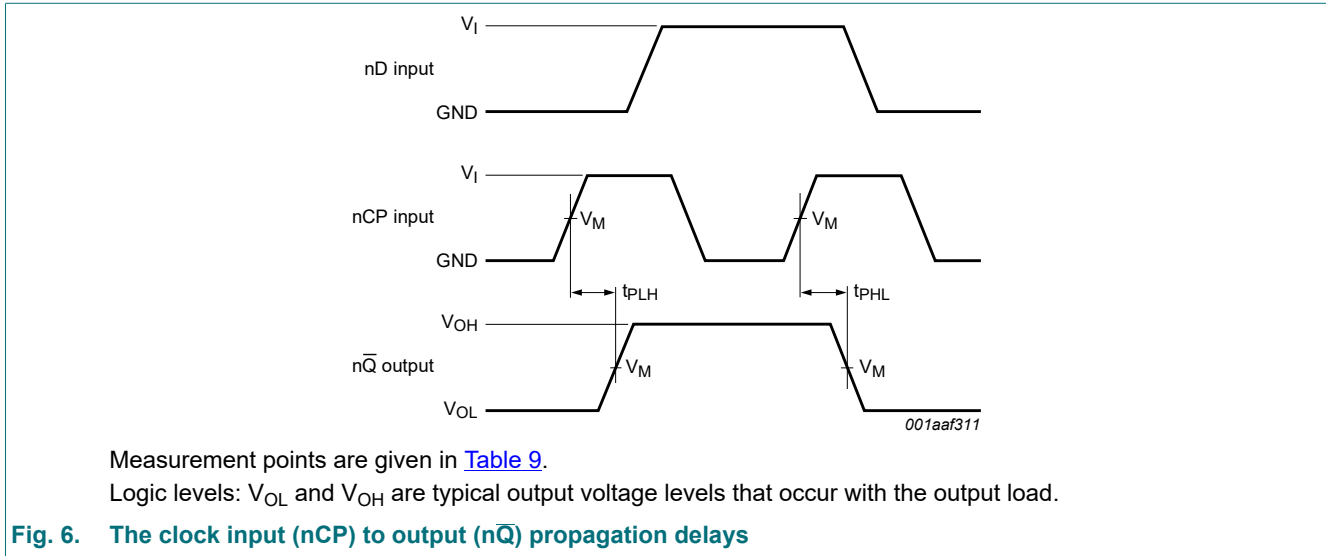 V_I
nD input
GND
V_I
nCP input
V_M
V_M
GND
t_PLH
t_PHL
V_OH
nQ̅ output
V_M
V_M
V_OL
001aaf311
Measurement points are given in Table 9.
Logic levels: V_OL and V_OH are typical output voltage levels that occur with the output load.
Fig. 6. The clock input (nCP) to output (nQ̅) propagation delays